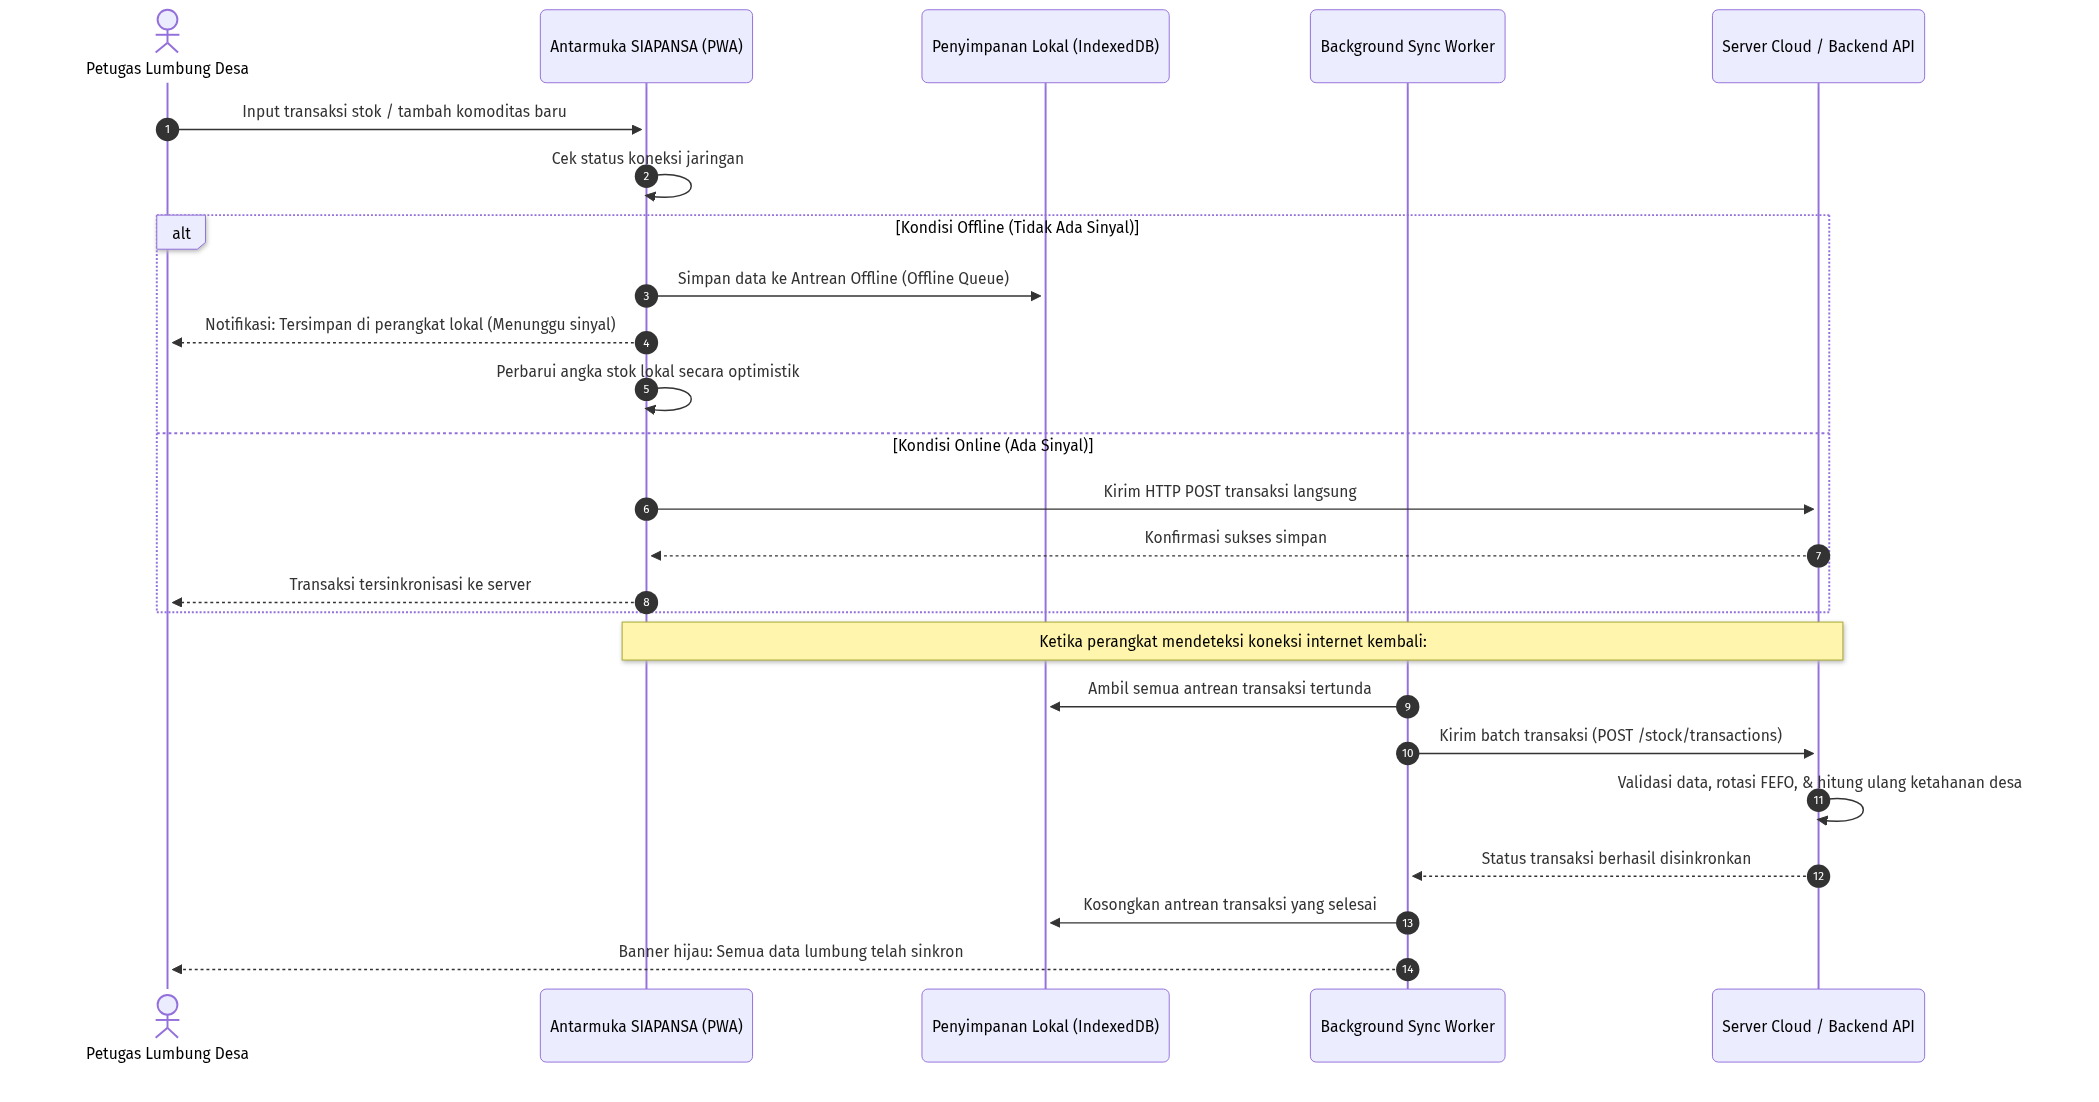 Petugas Lumbung Desa
Antarmuka SIAPANSA (PWA)
Penyimpanan Lokal (IndexedDB)
Background Sync Worker
Server Cloud / Backend API
Input transaksi stok / tambah komoditas baru
1
Cek status koneksi jaringan
2
alt
[Kondisi Offline (Tidak Ada Sinyal)]
Simpan data ke Antrean Offline (Offline Queue)
3
Notifikasi: Tersimpan di perangkat lokal (Menunggu sinyal)
4
Perbarui angka stok lokal secara optimistik
5
[Kondisi Online (Ada Sinyal)]
Kirim HTTP POST transaksi langsung
6
Konfirmasi sukses simpan
7
Transaksi tersinkronisasi ke server
8
Ketika perangkat mendeteksi koneksi internet kembali:
Ambil semua antrean transaksi tertunda
9
Kirim batch transaksi (POST /stock/transactions)
10
Validasi data, rotasi FEFO, & hitung ulang ketahanan desa
11
Status transaksi berhasil disinkronkan
12
Kosongkan antrean transaksi yang selesai
13
Banner hijau: Semua data lumbung telah sinkron
14
Petugas Lumbung Desa
Antarmuka SIAPANSA (PWA)
Penyimpanan Lokal (IndexedDB)
Background Sync Worker
Server Cloud / Backend API